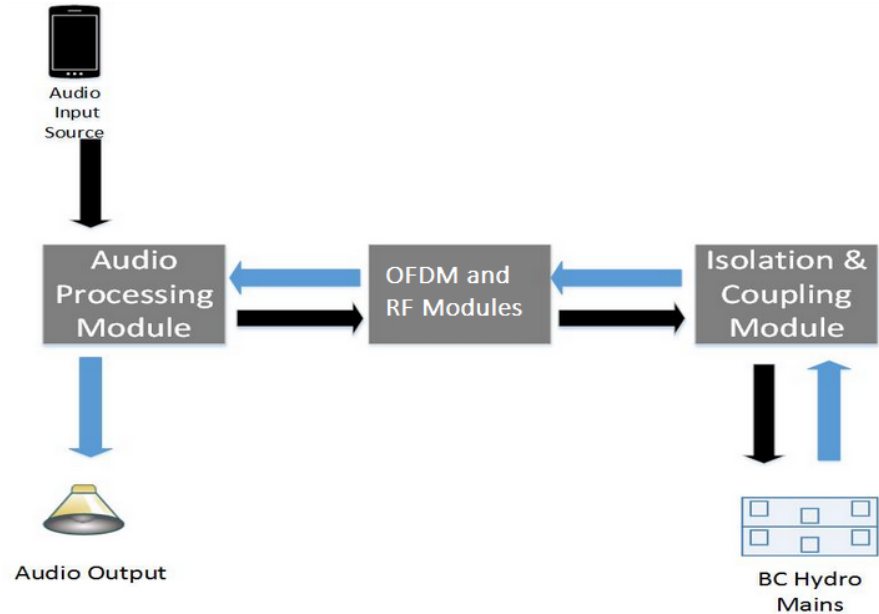 Audio
Input
Source
Audio
Processing
Module
OFDM and
RF Modules
Isolation &
Coupling
Module
Audio Output
BC Hydro
Mains